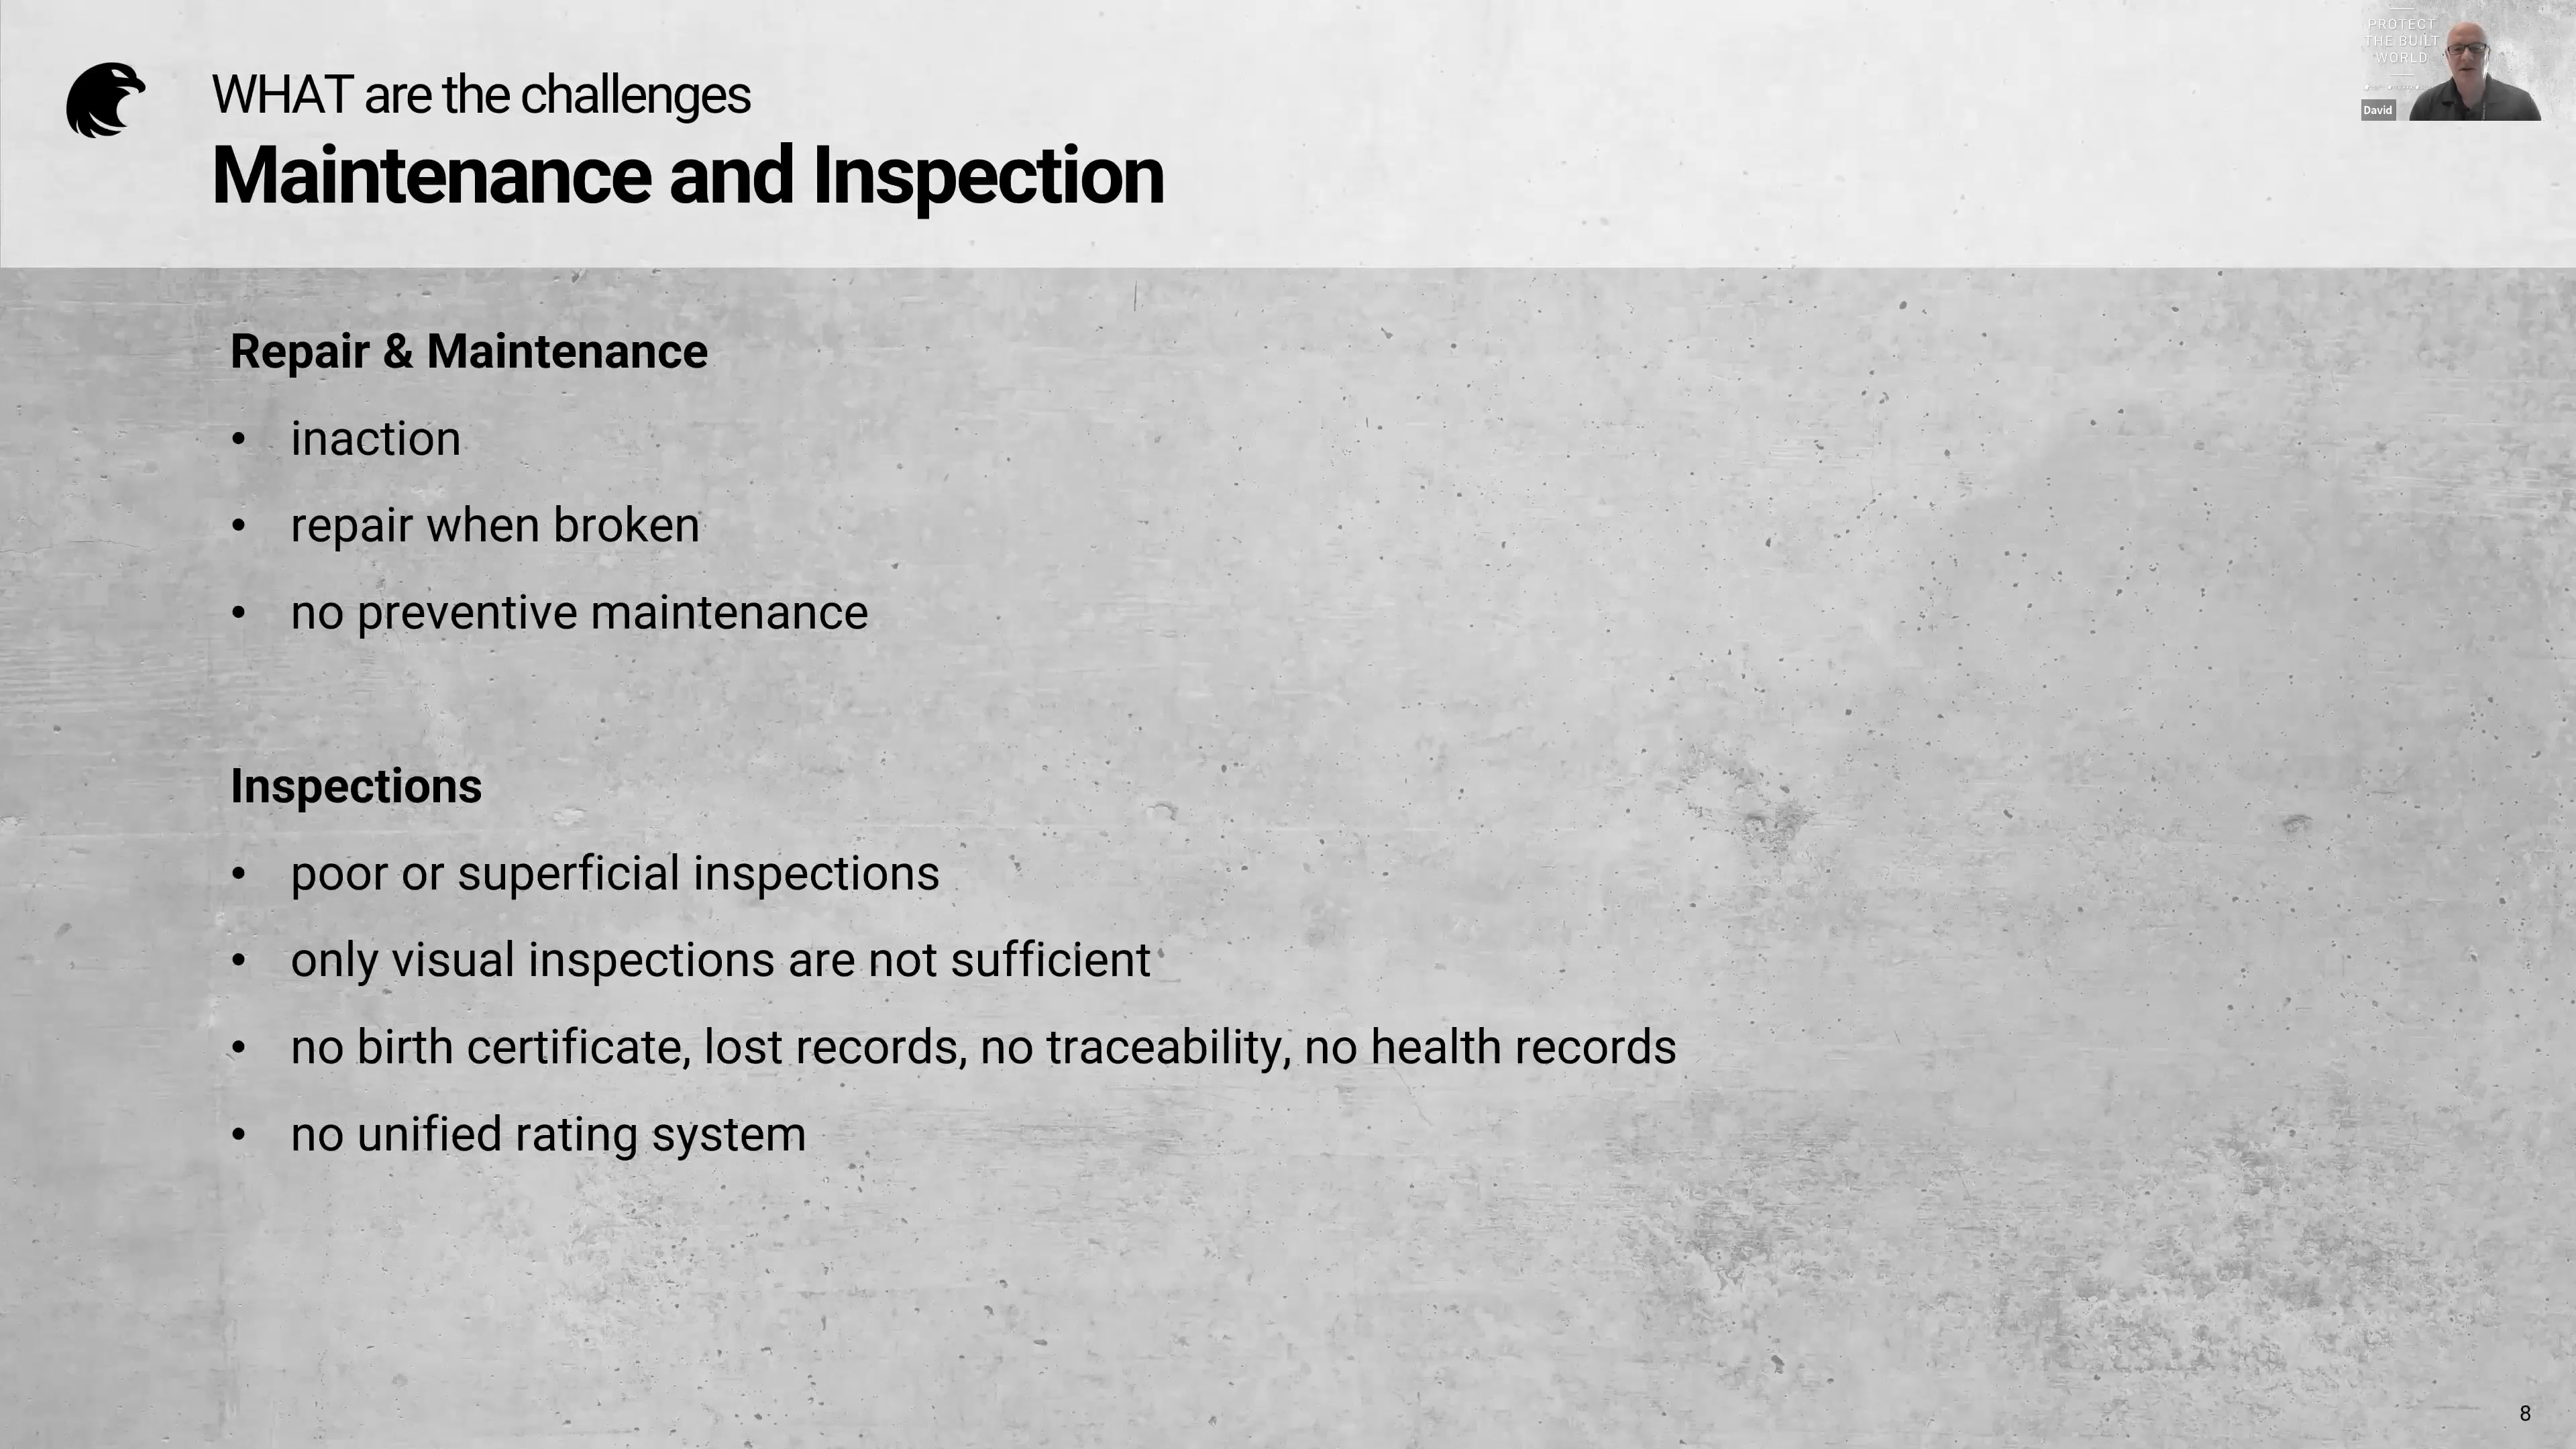 PROTECT
THE BUILT
WORLD
David
WHAT are the challenges
Maintenance and Inspection
Repair & Maintenance
• inaction
• repair when broken
• no preventive maintenance
Inspections
• poor or superficial inspections
• only visual inspections are not sufficient
• no birth certificate, lost records, no traceability, no health records
• no unified rating system
8